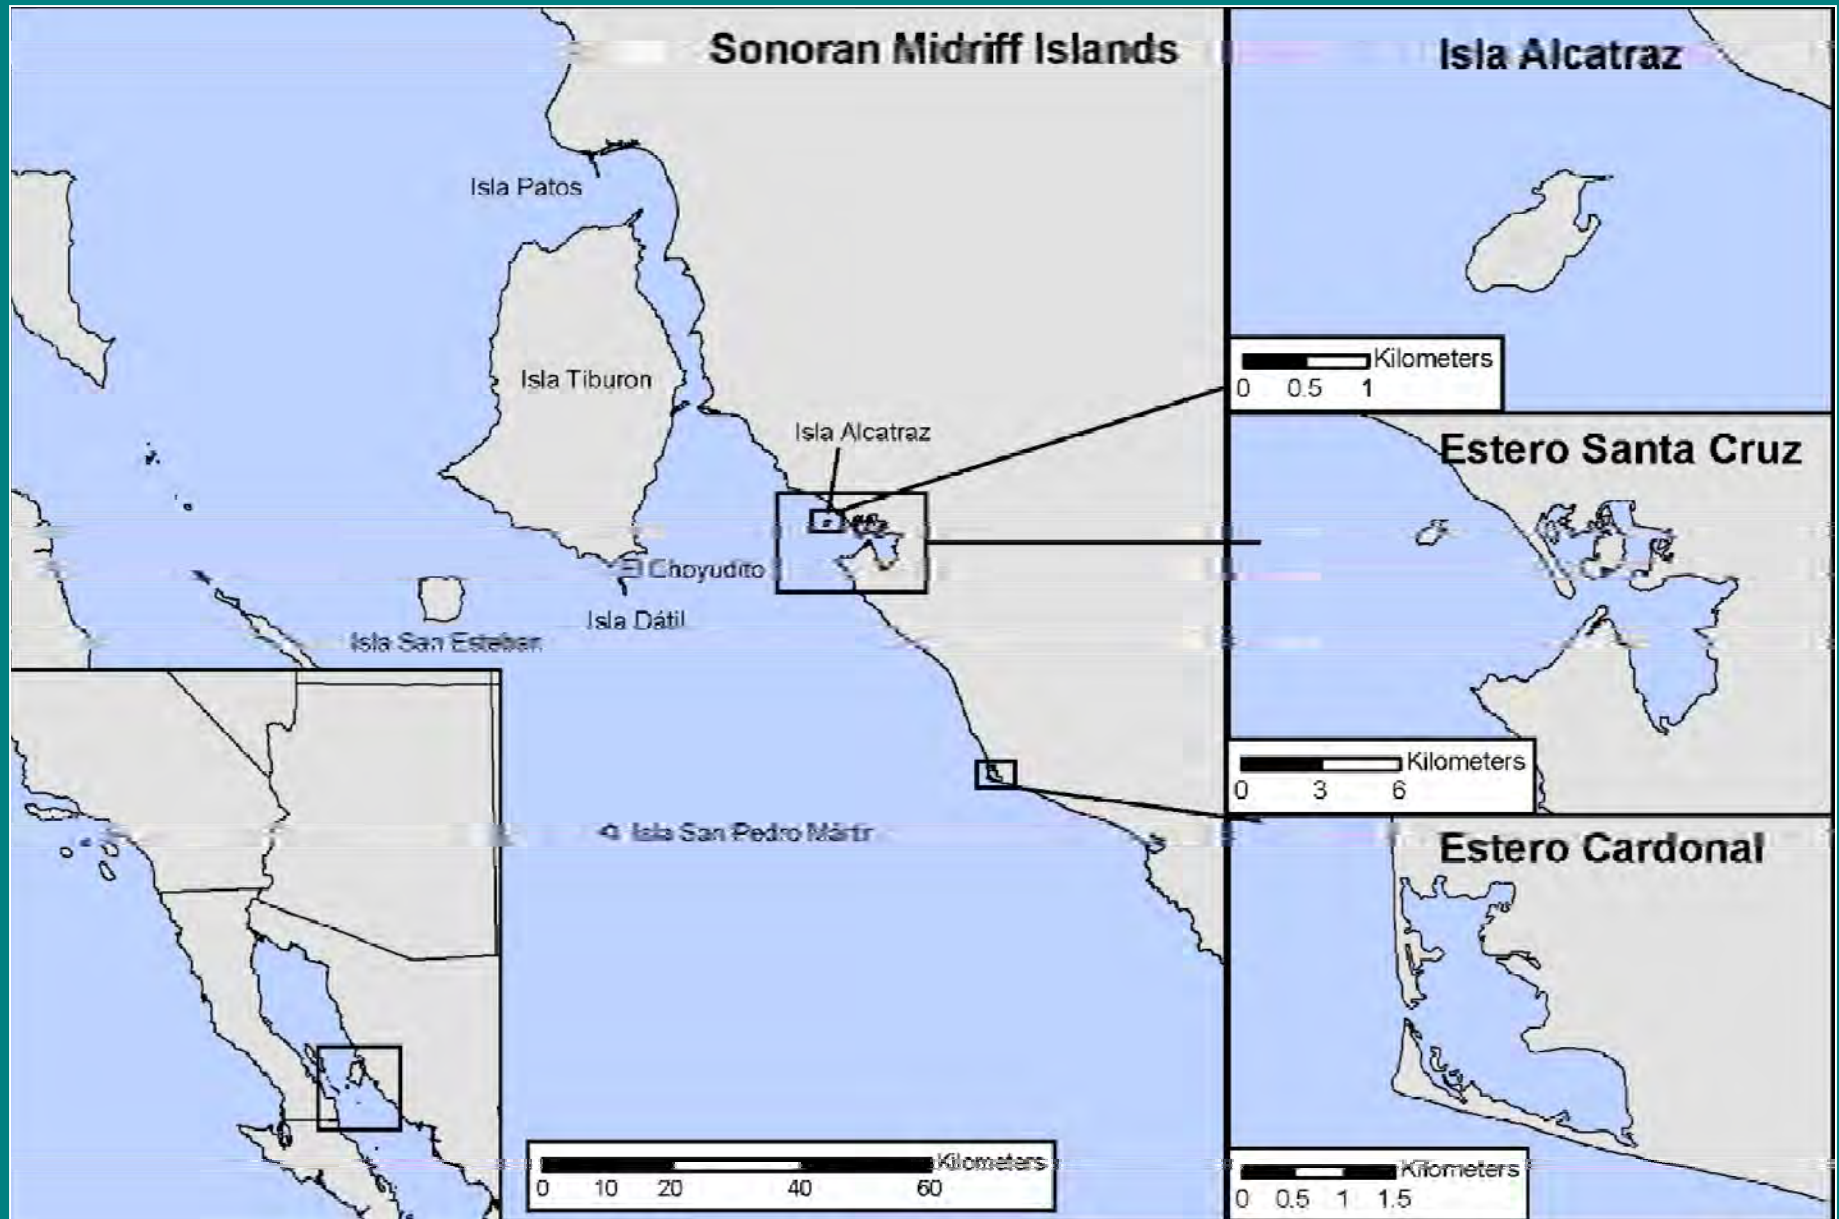 Sonoran Midriff Islands
Isla Patos
Isla Tiburon
Isla Alcatraz
Choyudito
Isla Dátil
Isla San Esteban
Isla San Pedro Mártir
Kilometers
0 10 20 40 60
Isla Alcatraz
Kilometers
0 0.5 1
Estero Santa Cruz
Kilometers
0 3 6
Estero Cardonal
Kilometers
0 0.5 1 1.5